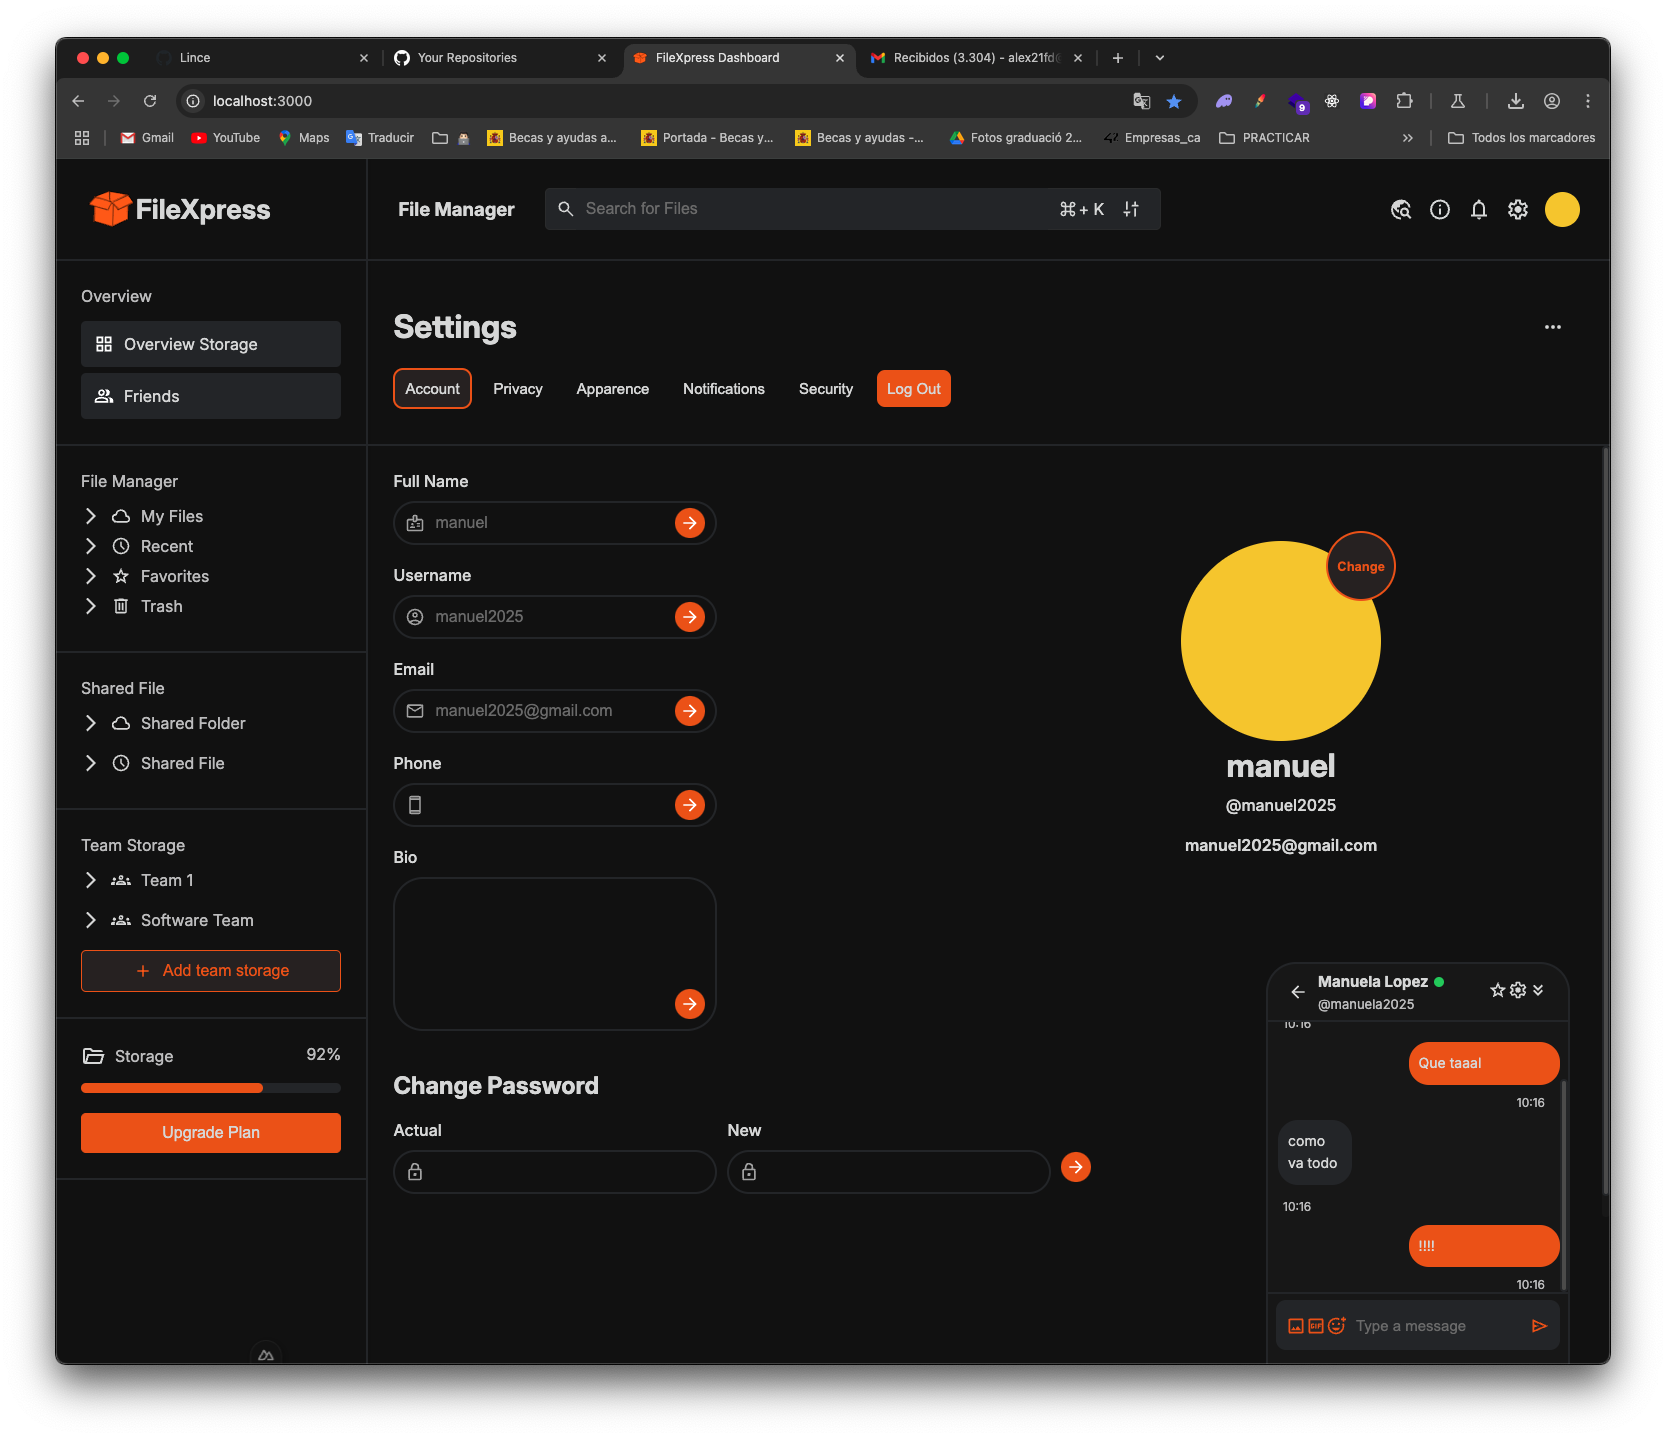 Lince
Your Repositories
FileXpress Dashboard
Recibidos (3.304) - alex21fd
localhost:3000
9
Gmail
YouTube
Maps
Traducir
Becas y ayudas a...
Portada - Becas y...
Becas y ayudas -...
Fotos graduació 2...
Empresas_ca
PRACTICAR
Todos los marcadores
FileXpress
File Manager
Search for Files
⌘ + K
Overview
Overview Storage
Friends
File Manager
My Files
Recent
Favorites
Trash
Shared File
Shared Folder
Shared File
Team Storage
Team 1
Software Team
+ Add team storage
Storage 92%
Upgrade Plan
Settings
Account Privacy Apparence Notifications Security Log Out
Full Name
manuel
Username
manuel2025
Email
manuel2025@gmail.com
Phone
Bio
Change Password
Actual New
Change
manuel
@manuel2025
manuel2025@gmail.com
Manuela Lopez
@manuela2025
10:16
Que taaal
10:16
como
va todo
10:16
!!!!
10:16
GIF
Type a message